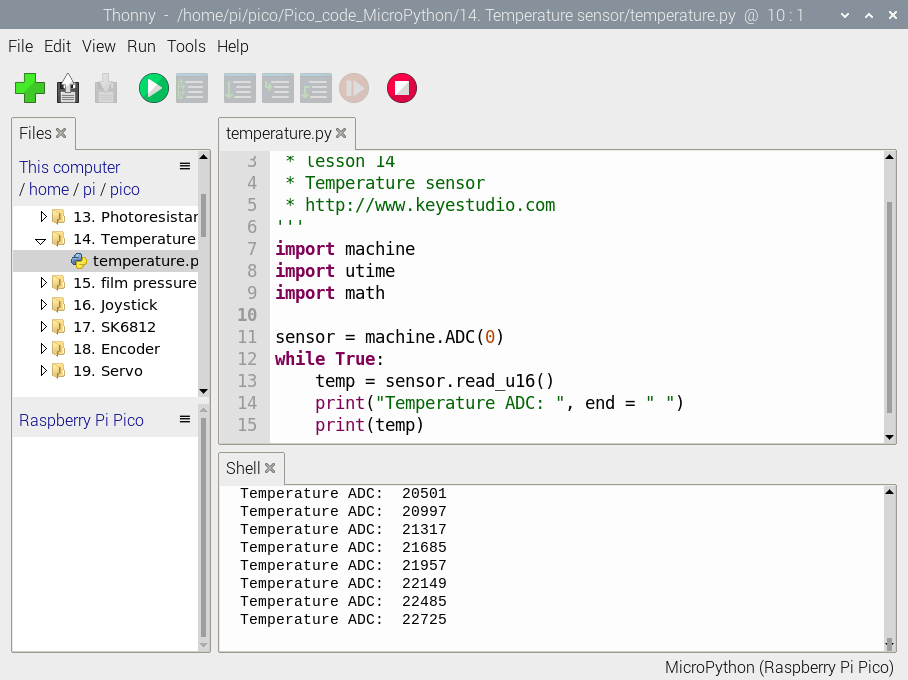 Thonny - /home/pi/pico/Pico_code_MicroPython/14. Temperature sensor/temperature.py @ 10 : 1
File Edit View Run Tools Help
Files
This computer
/ home / pi / pico
13. Photoresistar
14. Temperature
temperature.p
15. film pressure
16. Joystick
17. SK6812
18. Encoder
19. Servo
Raspberry Pi Pico
temperature.py
3 * lesson 14
4 * Temperature sensor
5 * http://www.keyestudio.com
6 '''
7 import machine
8 import utime
9 import math
10
11 sensor = machine.ADC(0)
12 while True:
13     temp = sensor.read_u16()
14     print("Temperature ADC: ", end = " ")
15     print(temp)
Shell
Temperature ADC:  20501
Temperature ADC:  20997
Temperature ADC:  21317
Temperature ADC:  21685
Temperature ADC:  21957
Temperature ADC:  22149
Temperature ADC:  22485
Temperature ADC:  22725
MicroPython (Raspberry Pi Pico)